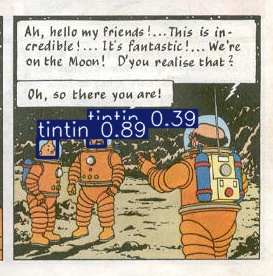 Ah, hello my friends!...This is in-
credible!... It's fantastic!... We're
on the Moon! D'you realise that?
Oh, so there you are!
tintin 0.39
tintin 0.89